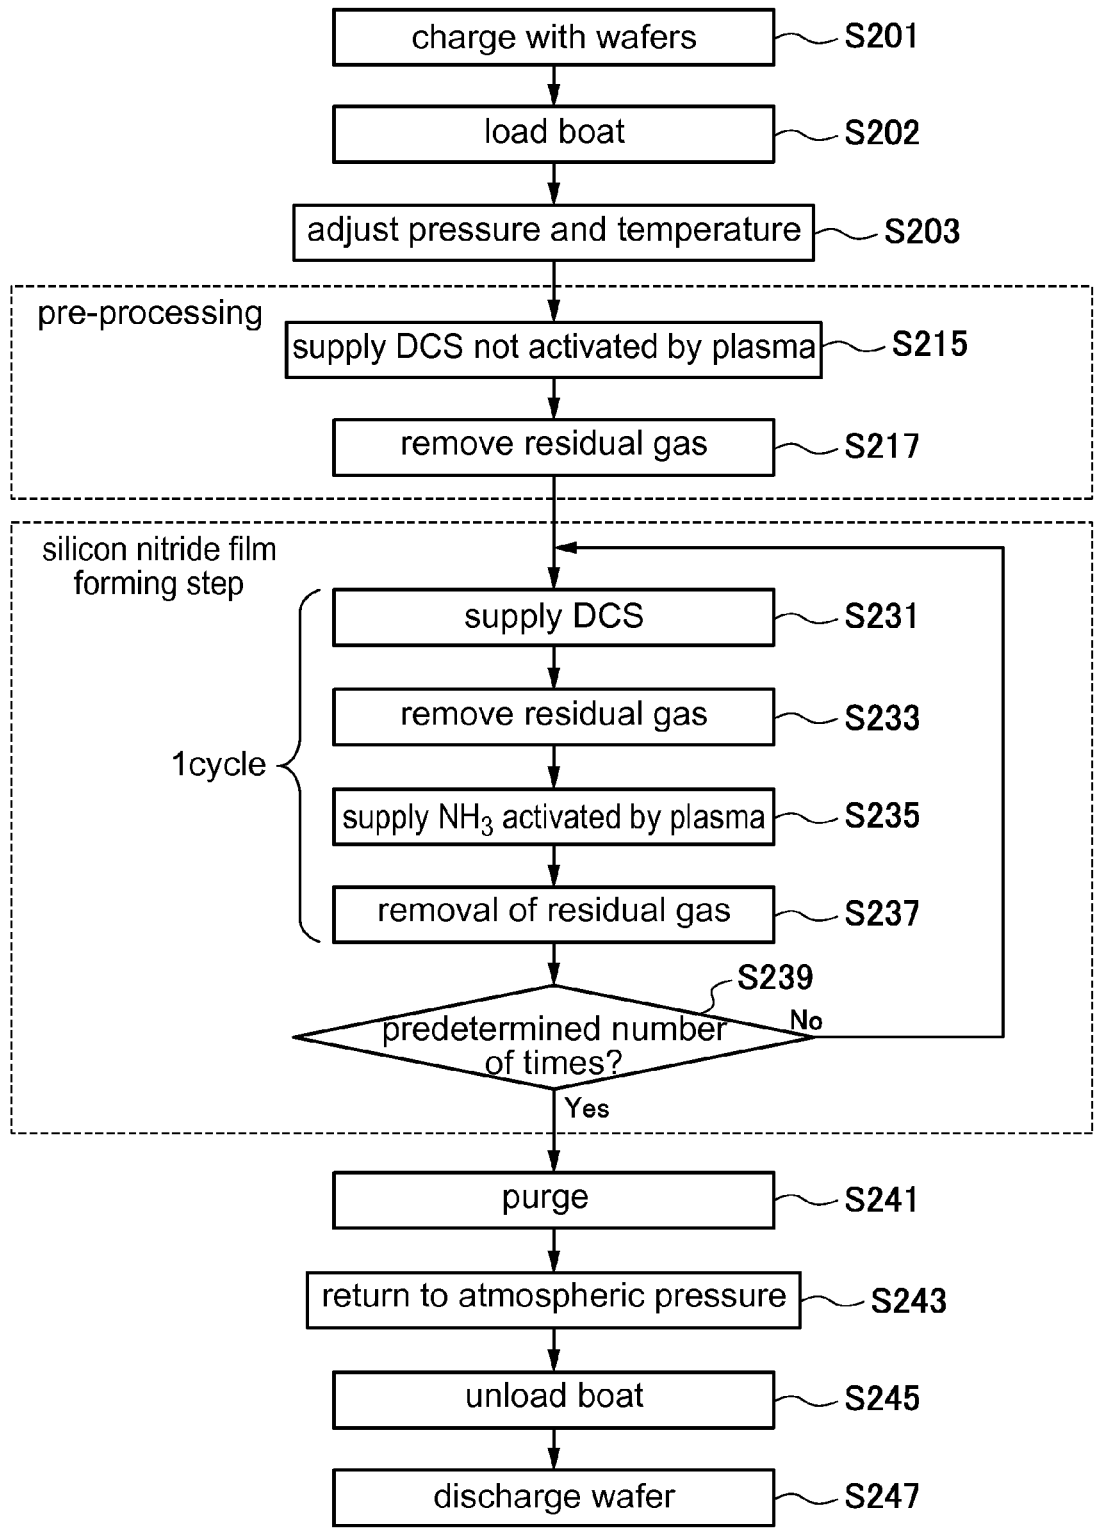 charge with wafers
S201
load boat
S202
adjust pressure and temperature
S203
pre-processing
supply DCS not activated by plasma
S215
remove residual gas
S217
silicon nitride film
forming step
supply DCS
S231
remove residual gas
S233
1cycle
supply NH₃ activated by plasma
S235
removal of residual gas
S237
S239
predetermined number
of times?
No
Yes
purge
S241
return to atmospheric pressure
S243
unload boat
S245
discharge wafer
S247